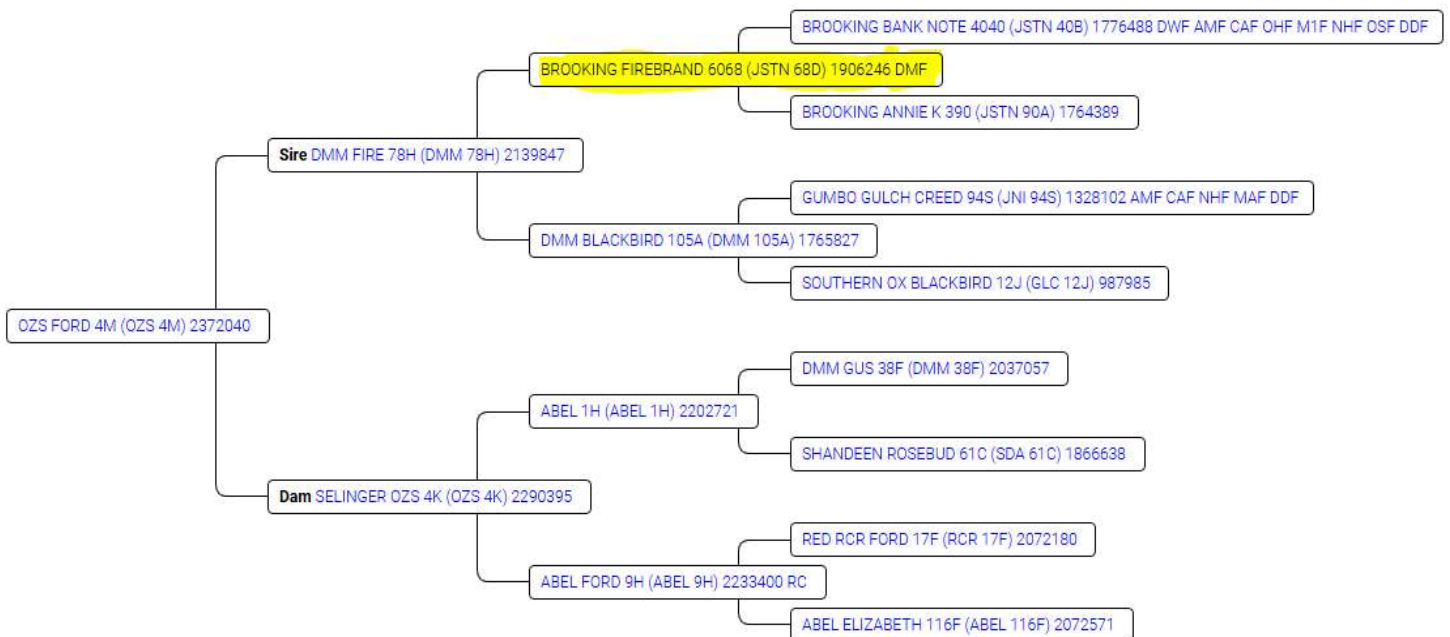 BROOKING BANK NOTE 4040 (JSTN 40B) 1776488 DWF AMF CAF OHF M1F NHF OSF DDF
BROOKING FIREBRAND 6068 (JSTN 68D) 1906246 DMF
BROOKING ANNIE K 390 (JSTN 90A) 1764389
Sire DMM FIRE 78H (DMM 78H) 2139847
GUMBO GULCH CREED 94S (JNI 94S) 1328102 AMF CAF NHF MAF DDF
DMM BLACKBIRD 105A (DMM 105A) 1765827
SOUTHERN OX BLACKBIRD 12J (GLC 12J) 987985
OZS FORD 4M (OZS 4M) 2372040
DMM GUS 38F (DMM 38F) 2037057
ABEL 1H (ABEL 1H) 2202721
SHANDEEN ROSEBUD 61C (SDA 61C) 1866638
Dam SELINGER OZS 4K (OZS 4K) 2290395
RED RCR FORD 17F (RCR 17F) 2072180
ABEL FORD 9H (ABEL 9H) 2233400 RC
ABEL ELIZABETH 116F (ABEL 116F) 2072571